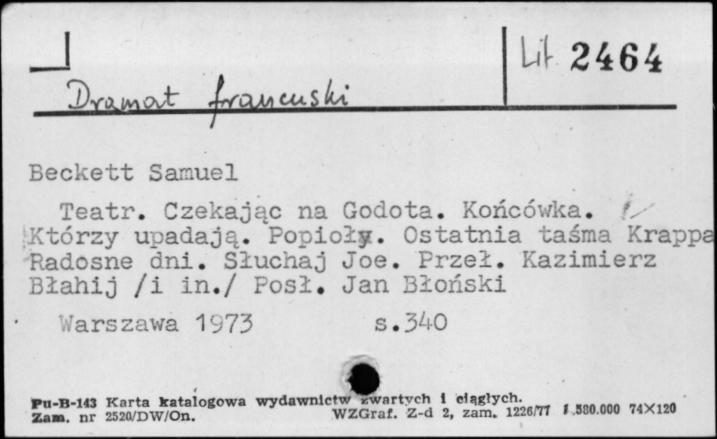 Lit 2464
Dramat francuski
Beckett Samuel
Teatr. Czekając na Godota. Końcówka.
Którzy upadają. Popioły. Ostatnia taśma Krappa
Radosne dni. Słuchaj Joe. Przeł. Kazimierz
Błahij /i in./ Posł. Jan Błoński
Warszawa 1973 s.340
Pu-B-143 Karta katalogowa wydawnictw zwartych i ciągłych.
Zam. nr 2520/DW/On. WZGraf. Z-d 2, zam. 1226/77 1.580.000 74X120